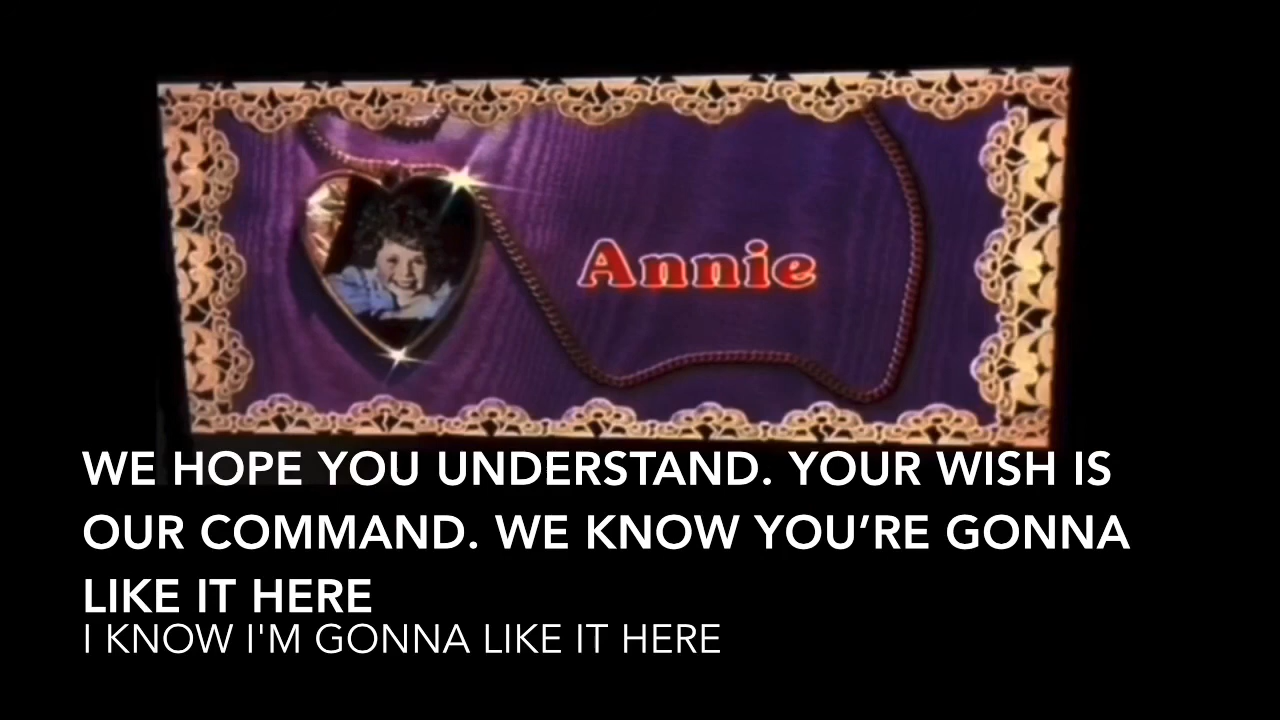 Annie
WE HOPE YOU UNDERSTAND. YOUR WISH IS
OUR COMMAND. WE KNOW YOU’RE GONNA
LIKE IT HERE
I KNOW I'M GONNA LIKE IT HERE